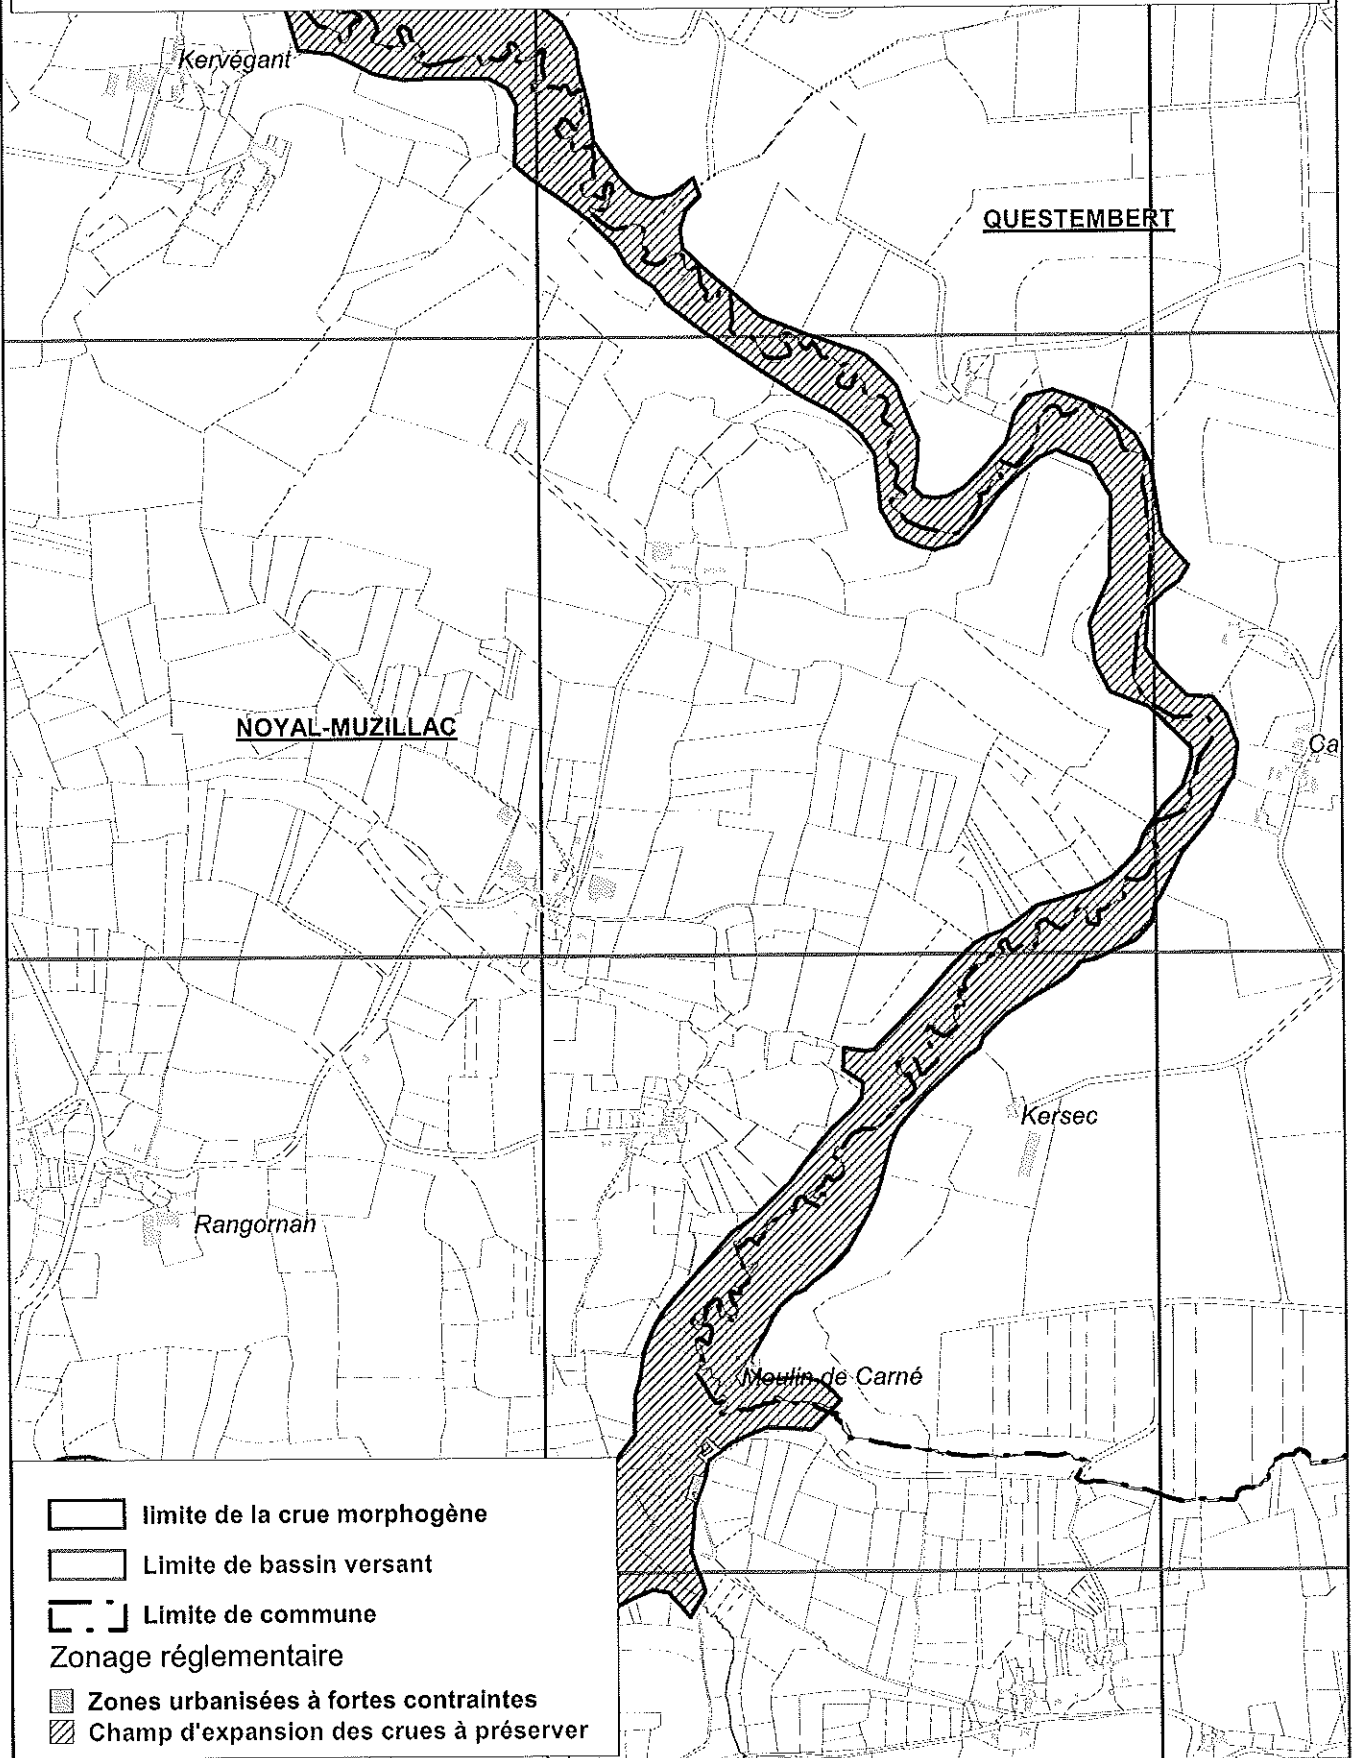 Kervégant
QUESTEMBERT
NOYAL-MUZILLAC
Ca
Kersec
Rangornan
Moulin de Carné
limite de la crue morphogène
Limite de bassin versant
Limite de commune
Zonage réglementaire
Zones urbanisées à fortes contraintes
Champ d'expansion des crues à préserver